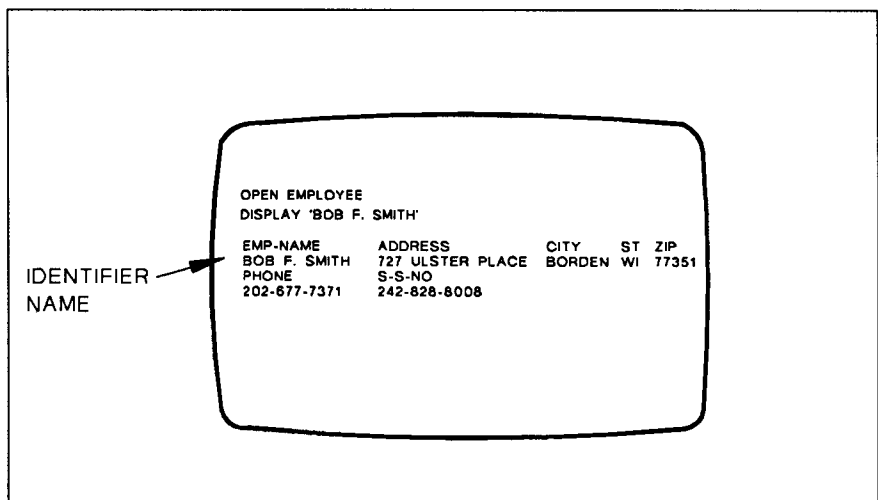 OPEN EMPLOYEE
DISPLAY 'BOB F. SMITH'
EMP-NAME ADDRESS CITY ST ZIP
BOB F. SMITH 727 ULSTER PLACE BORDEN WI 77351
PHONE S-S-NO
202-677-7371 242-828-8008
IDENTIFIER
NAME